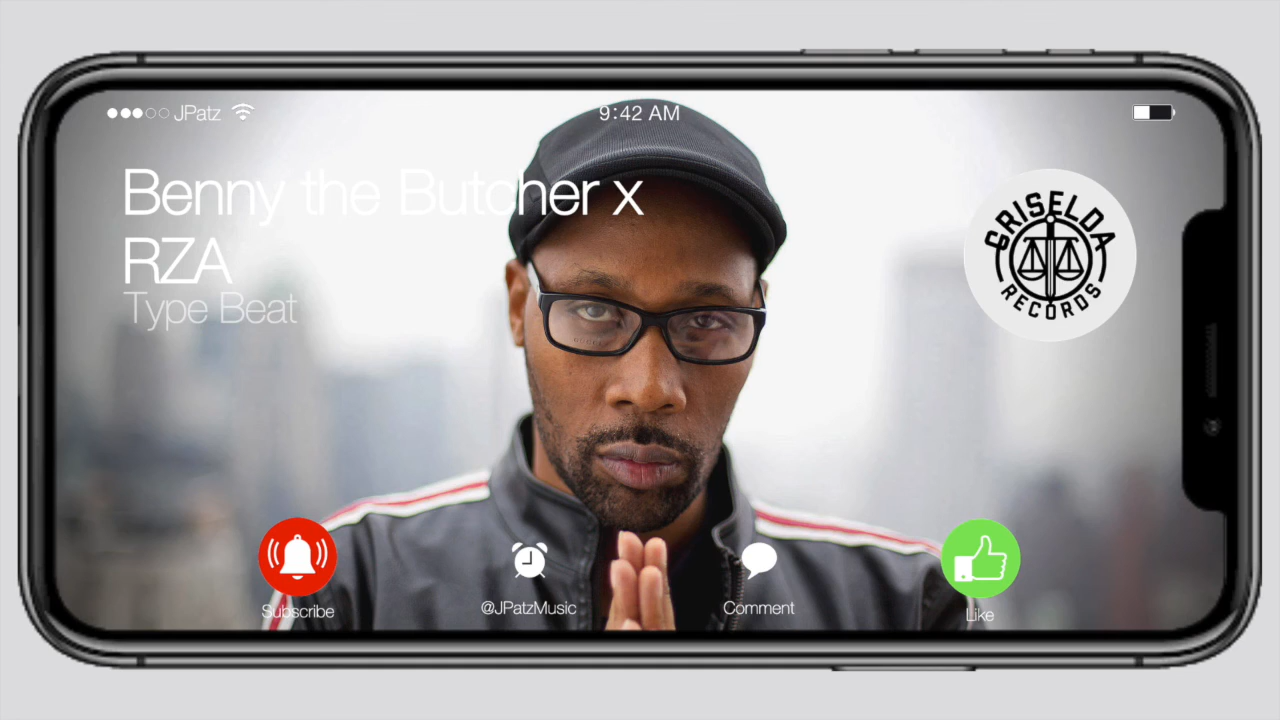 JPatz
9:42 AM
Benny the Butcher x
RZA
Type Beat
GRISELDA
RECORDS
Subscribe
@JPatzMusic
Comment
Like